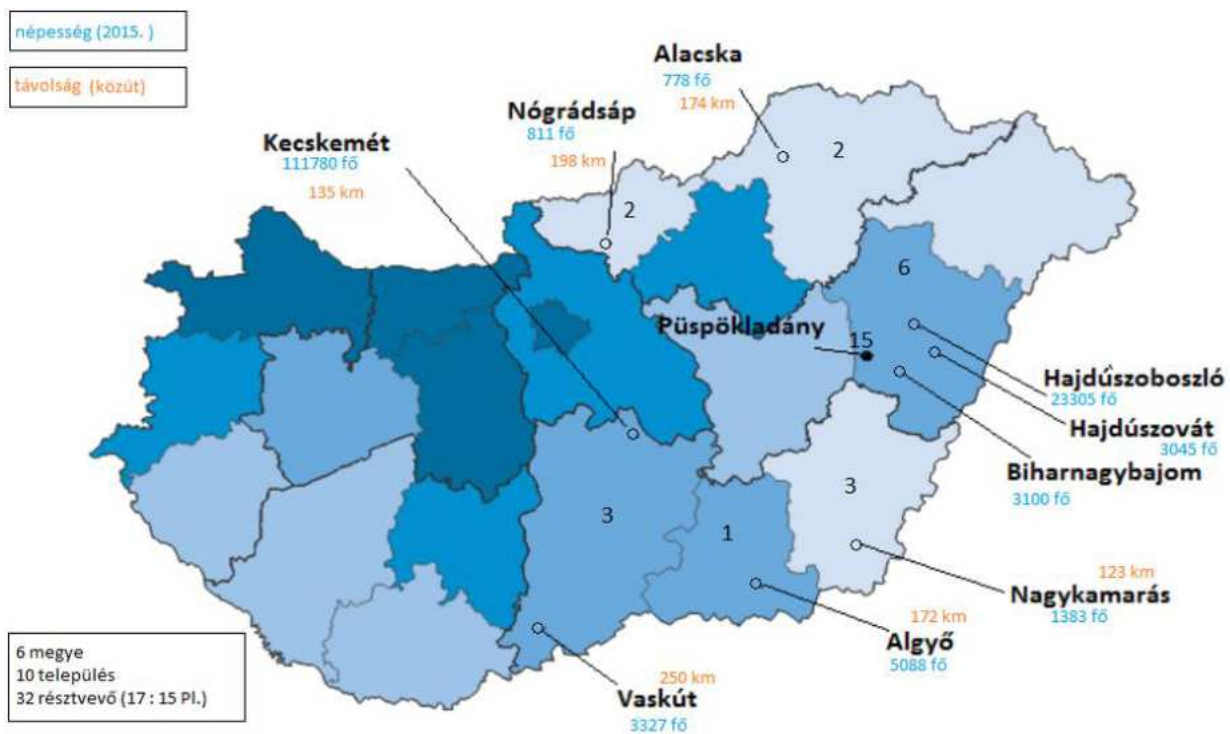 népesség (2015. )
távolság (közút)
Alacska
778 fő
174 km
Nógrádsáp
811 fő
198 km
Kecskemét
111780 fő
135 km
2
2
6
Püspökladány
15
Hajdúszoboszló
23305 fő
Hajdúszovát
3045 fő
Biharnagybajom
3100 fő
3
3
1
123 km
Nagykamarás
1383 fő
172 km
Algyő
5088 fő
250 km
Vaskút
3327 fő
6 megye
10 település
32 résztvevő (17 : 15 Pl.)